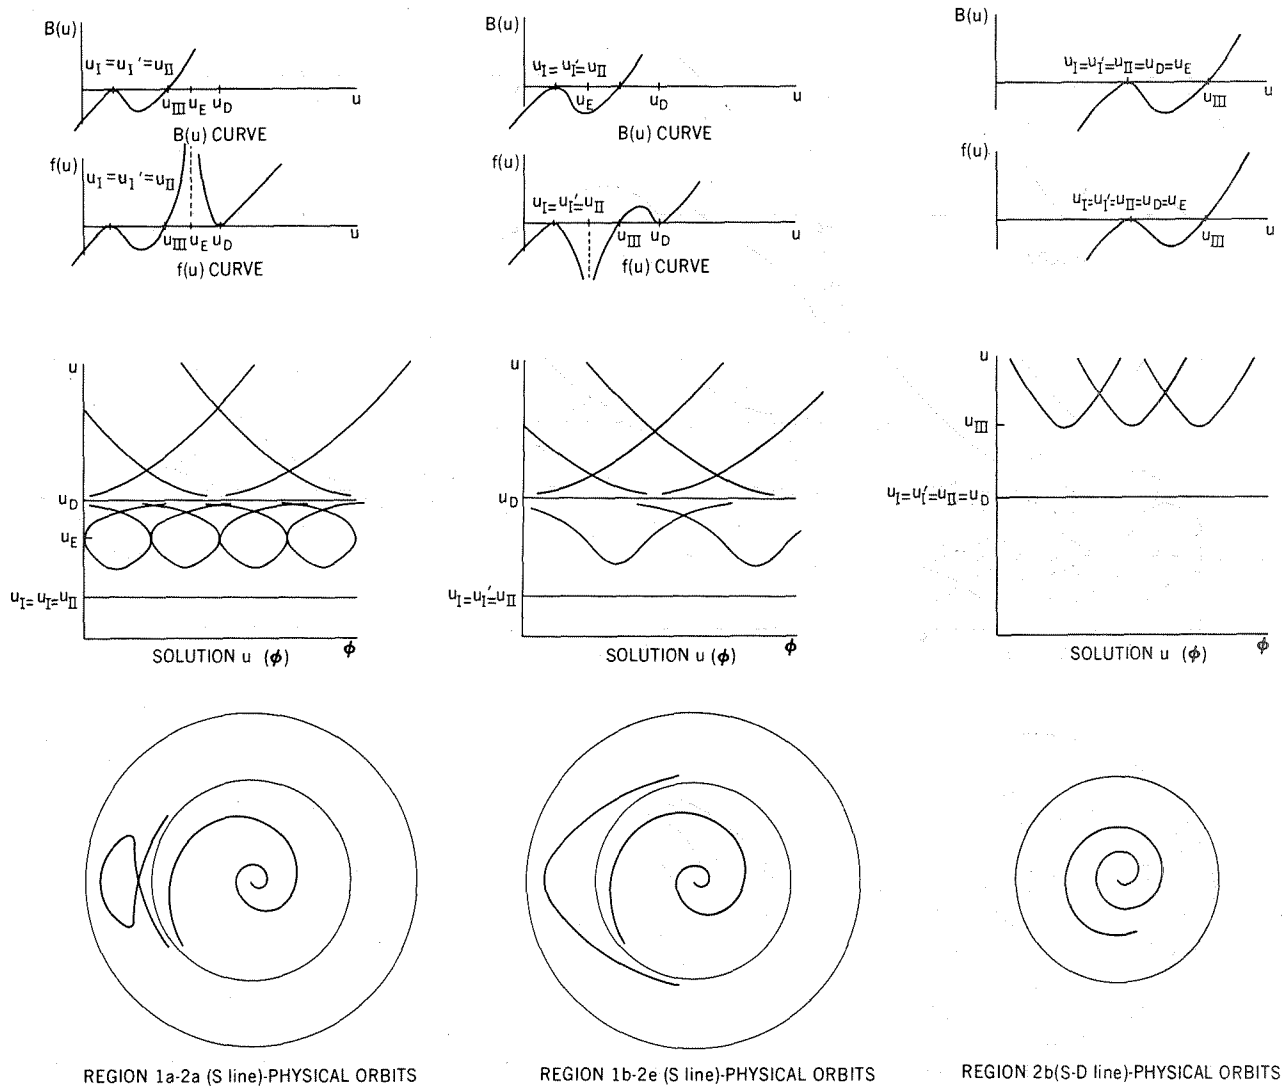 B(u)
u_I = u_I' = u_II
u_III u_E u_D
u
B(u) CURVE
f(u)
u_I = u_I' = u_II
u_III u_E u_D
u
f(u) CURVE
u
u_D
u_E
u_I = u_I = u_II
SOLUTION u (ϕ)
ϕ
REGION 1a-2a (S line)-PHYSICAL ORBITS
B(u)
u_I = u_I' = u_II
u_E
u_D
u
B(u) CURVE
f(u)
u_I = u_I' = u_II
u_III
u_D
u
f(u) CURVE
u
u_D
u_I = u_I' = u_II
SOLUTION u (ϕ)
ϕ
REGION 1b-2e (S line)-PHYSICAL ORBITS
B(u)
u_I = u_I' = u_II = u_D = u_E
u_III
u
f(u)
u_I = u_I' = u_II = u_D = u_E
u_III
u
u
u_III
u_I = u_I' = u_II = u_D
SOLUTION u (ϕ)
ϕ
REGION 2b(S-D line)-PHYSICAL ORBITS